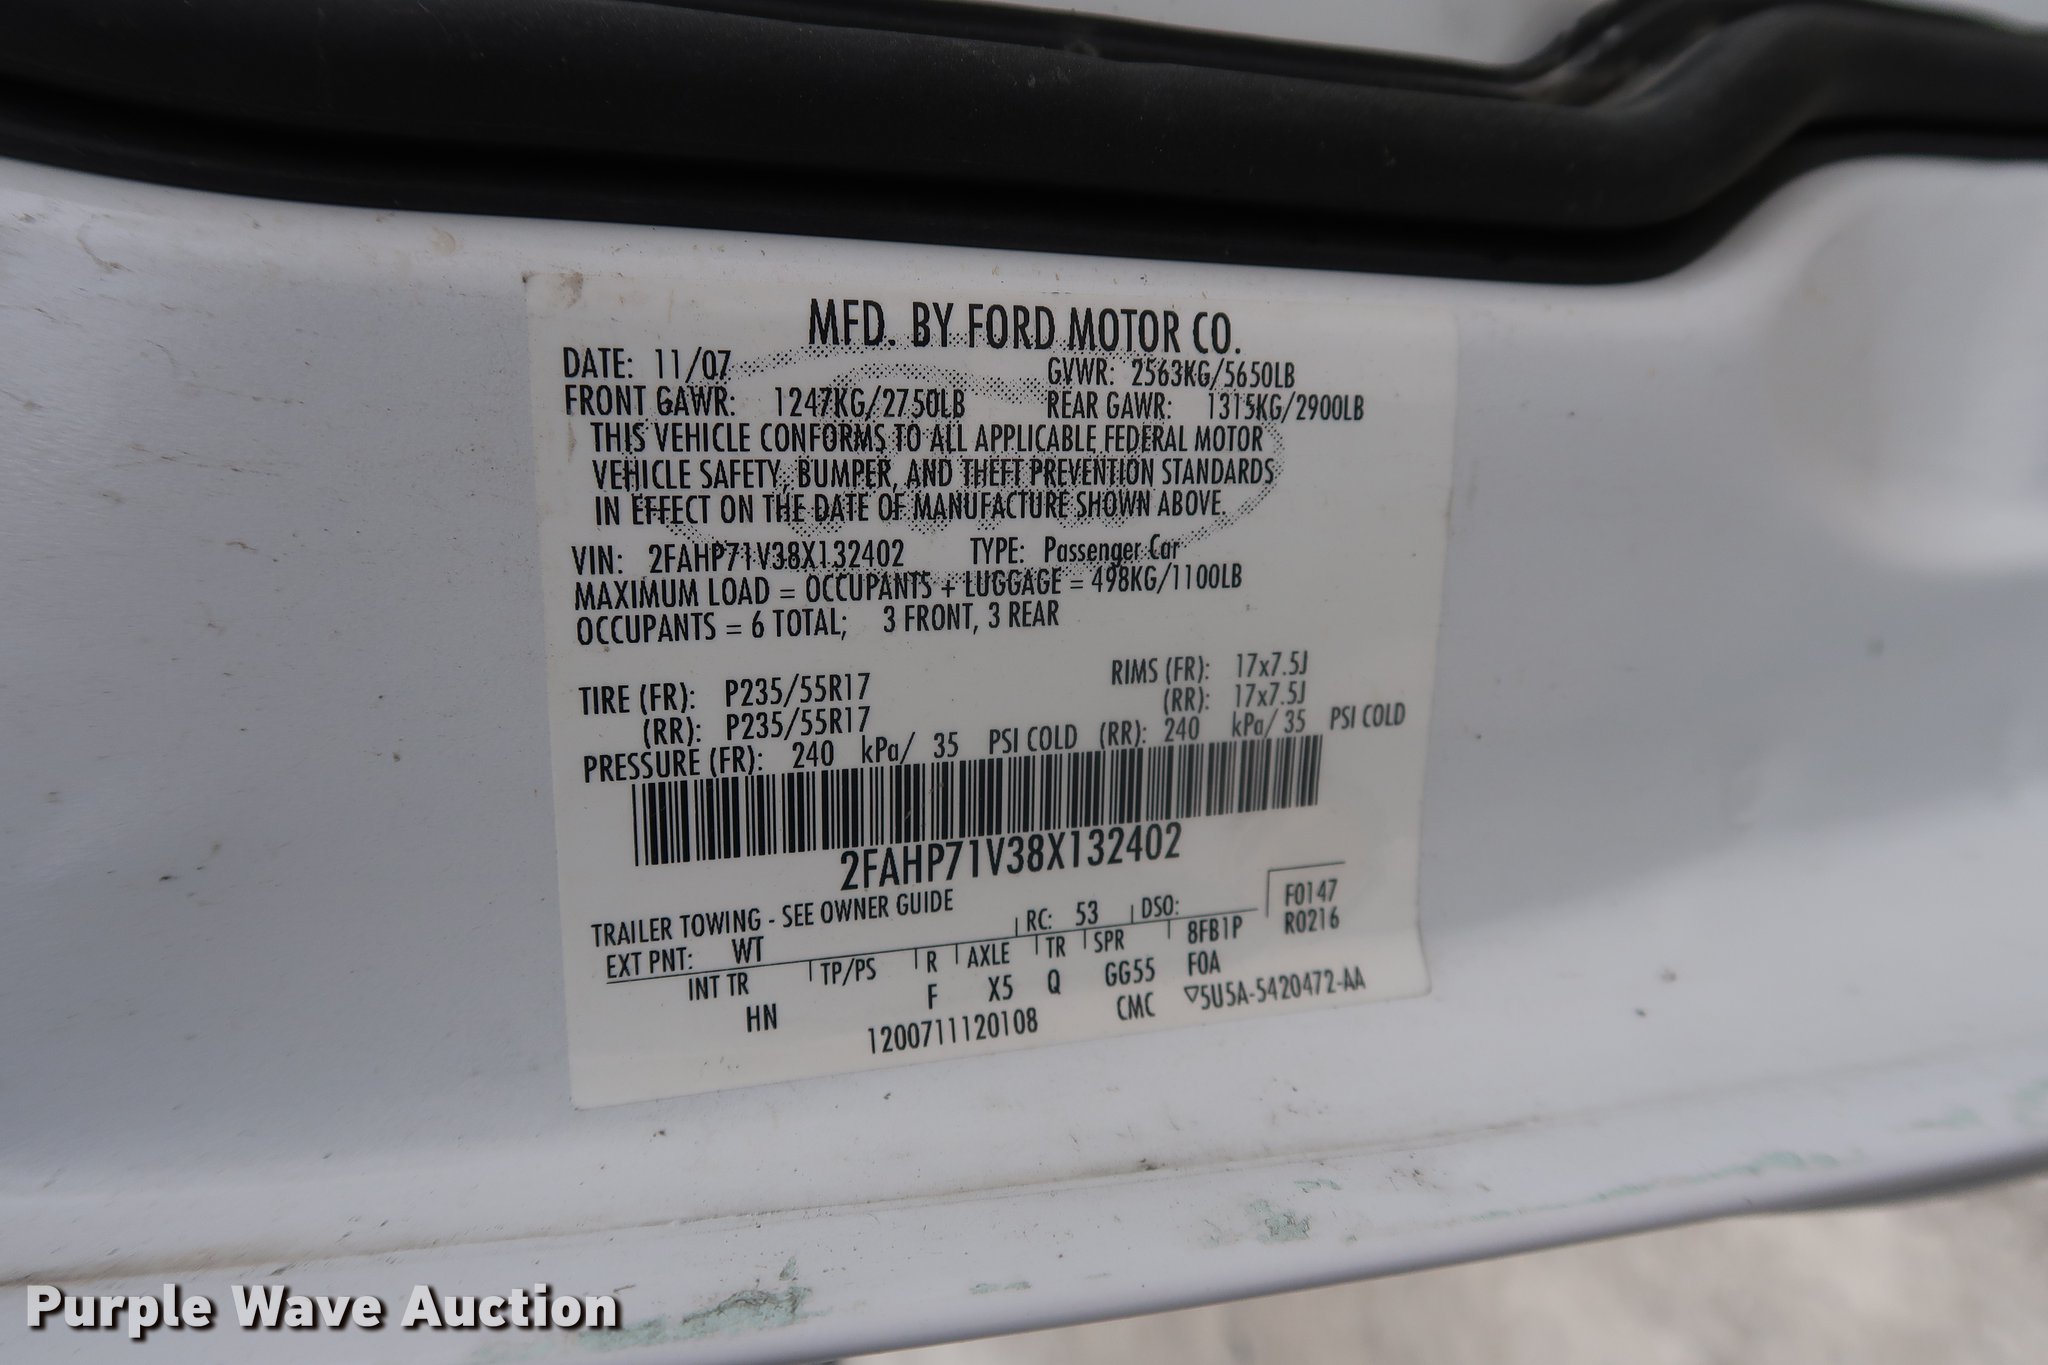 MFD. BY FORD MOTOR CO.
DATE: 11/07 GVWR: 2563KG/5650LB
FRONT GAWR: 1247KG/2750LB REAR GAWR: 1315KG/2900LB
THIS VEHICLE CONFORMS TO ALL APPLICABLE FEDERAL MOTOR
VEHICLE SAFETY, BUMPER, AND THEFT PREVENTION STANDARDS
IN EFFECT ON THE DATE OF MANUFACTURE SHOWN ABOVE.
VIN: 2FAHP71V38X132402 TYPE: Passenger Car
MAXIMUM LOAD = OCCUPANTS + LUGGAGE = 498KG/1100LB
OCCUPANTS = 6 TOTAL; 3 FRONT, 3 REAR
TIRE (FR): P235/55R17 RIMS (FR): 17x7.5J
(RR): P235/55R17 (RR): 17x7.5J
PRESSURE (FR): 240 kPa/ 35 PSI COLD (RR): 240 kPa/ 35 PSI COLD
2FAHP71V38X132402
TRAILER TOWING - SEE OWNER GUIDE
EXT PNT: WT RC: 53 DSO: F0147
R0216
INT TR TP/PS R AXLE TR SPR 8FB1P
HN F X5 Q GG55 F0A
1200711120108 CMC ▽5U5A-5420472-AA
Purple Wave Auction